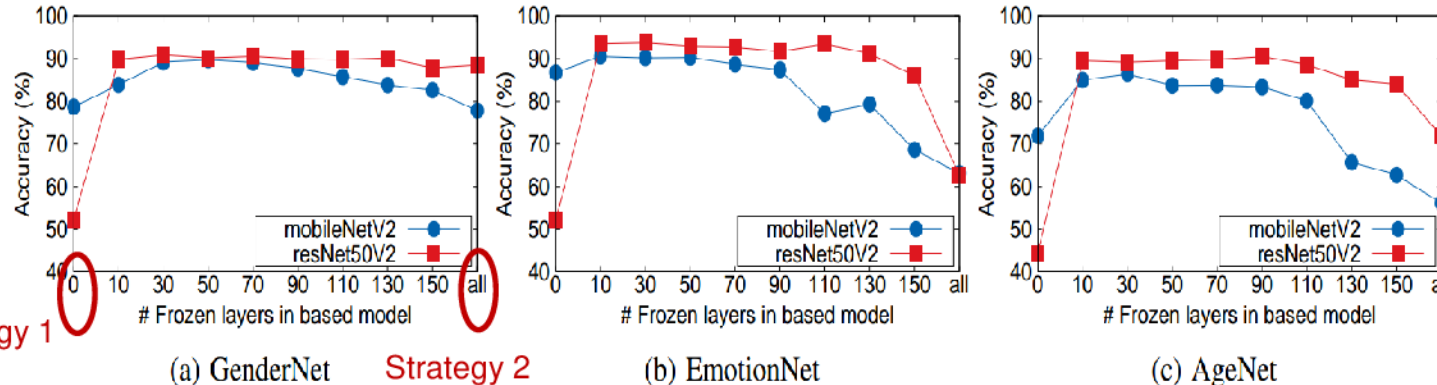 100
90
80
70
60
50
40
Accuracy (%)
mobileNetV2
resNet50V2
0 10 30 50 70 90 110 130 150 all
# Frozen layers in based model
(a) GenderNet
100
90
80
70
60
50
40
Accuracy (%)
mobileNetV2
resNet50V2
0 10 30 50 70 90 110 130 150 all
# Frozen layers in based model
(b) EmotionNet
100
90
80
70
60
50
40
Accuracy (%)
mobileNetV2
resNet50V2
0 10 30 50 70 90 110 130 150 a
# Frozen layers in based model
(c) AgeNet
gy 1
Strategy 2